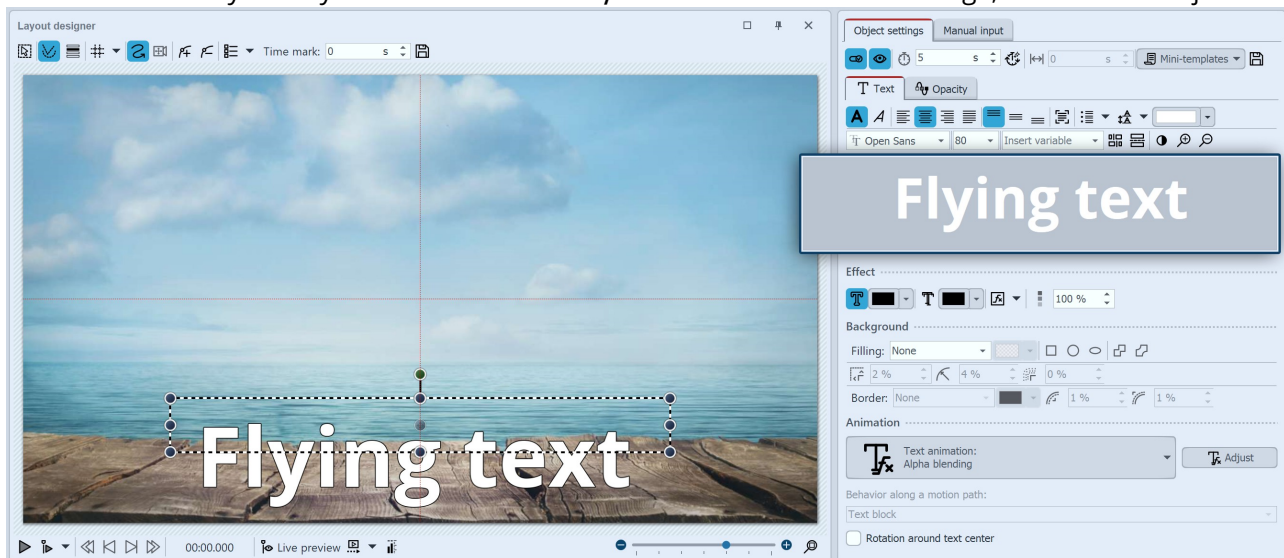 Layout designer
Time mark: 0 s
Flying text
00:00.000 Live preview
Object settings Manual input
5 s 0 s Mini-templates
T Text Opacity
A A
Open Sans 80 Insert variable
Flying text
Effect
100 %
Background
Filling: None
2 % 4 % 0 %
Border: None 1 % 1 %
Animation
Text animation:
Alpha blending
Adjust
Behavior along a motion path:
Text block
Rotation around text center